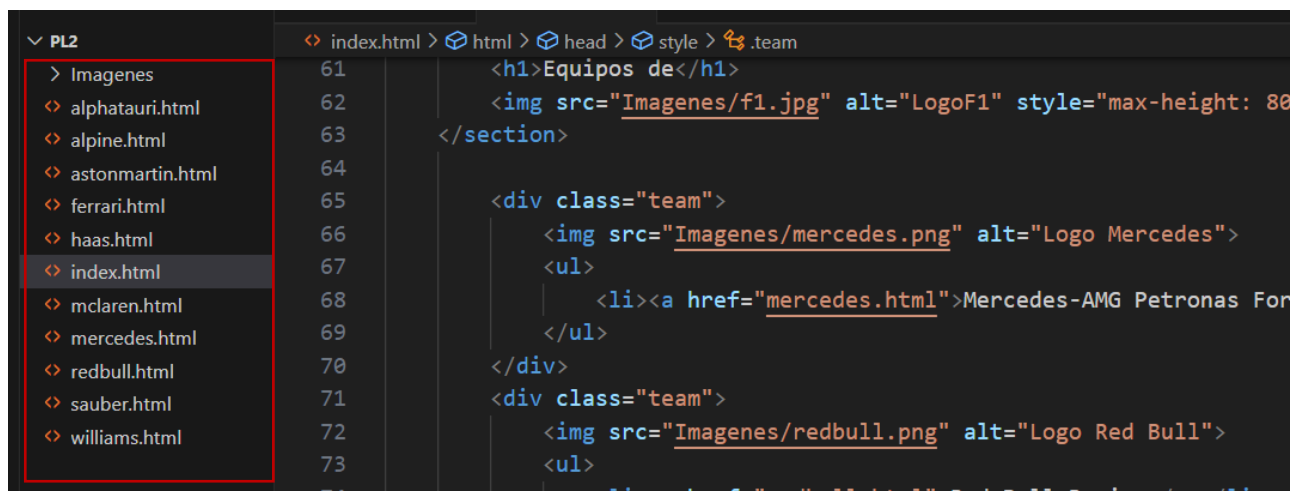 PL2
Imagenes
alphatauri.html
alpine.html
astonmartin.html
ferrari.html
haas.html
index.html
mclaren.html
mercedes.html
redbull.html
sauber.html
williams.html
index.html > html > head > style > .team
61 <h1>Equipos de</h1>
62 <img src="Imagenes/f1.jpg" alt="LogoF1" style="max-height: 80
63 </section>
64
65 <div class="team">
66 <img src="Imagenes/mercedes.png" alt="Logo Mercedes">
67 <ul>
68 <li><a href="mercedes.html">Mercedes-AMG Petronas For
69 </ul>
70 </div>
71 <div class="team">
72 <img src="Imagenes/redbull.png" alt="Logo Red Bull">
73 <ul>